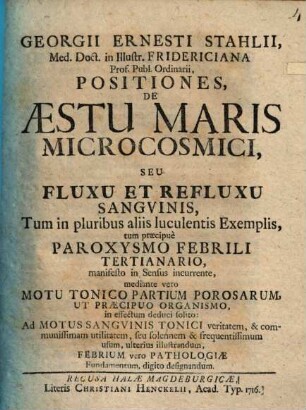 GEORGII ERNESTI STAHLII,
Med. Doct. in Illustr. FRIDERICIANA
Prof. Publ. Ordinarii,
POSITIONES,
DE
ÆSTU MARIS
MICROCOSMICI,
SEU
FLUXU ET REFLUXU
SANGVINIS,
Tum in pluribus aliis luculentis Exemplis,
tum præcipuè
PAROXYSMO FEBRILI
TERTIANARIO,
manifesto in Sensus incurrente,
mediante vero
MOTU TONICO PARTIUM POROSARUM,
UT PRÆCIPUO ORGANISMO,
in effectum deduci solito:
Ad MOTUS SANGVINIS TONICI veritatem, & com-
munissimam utilitatem, seu solennem & frequentissimum
usum, ulterius illustrandum,
FEBRIUM vero PATHOLOGIÆ
Fundamentum, digito designandum.
RECUSA HALÆ MAGDEBURGICÆ,
Literis CHRISTIANI HENCKELII, Acad. Typ. 1716.